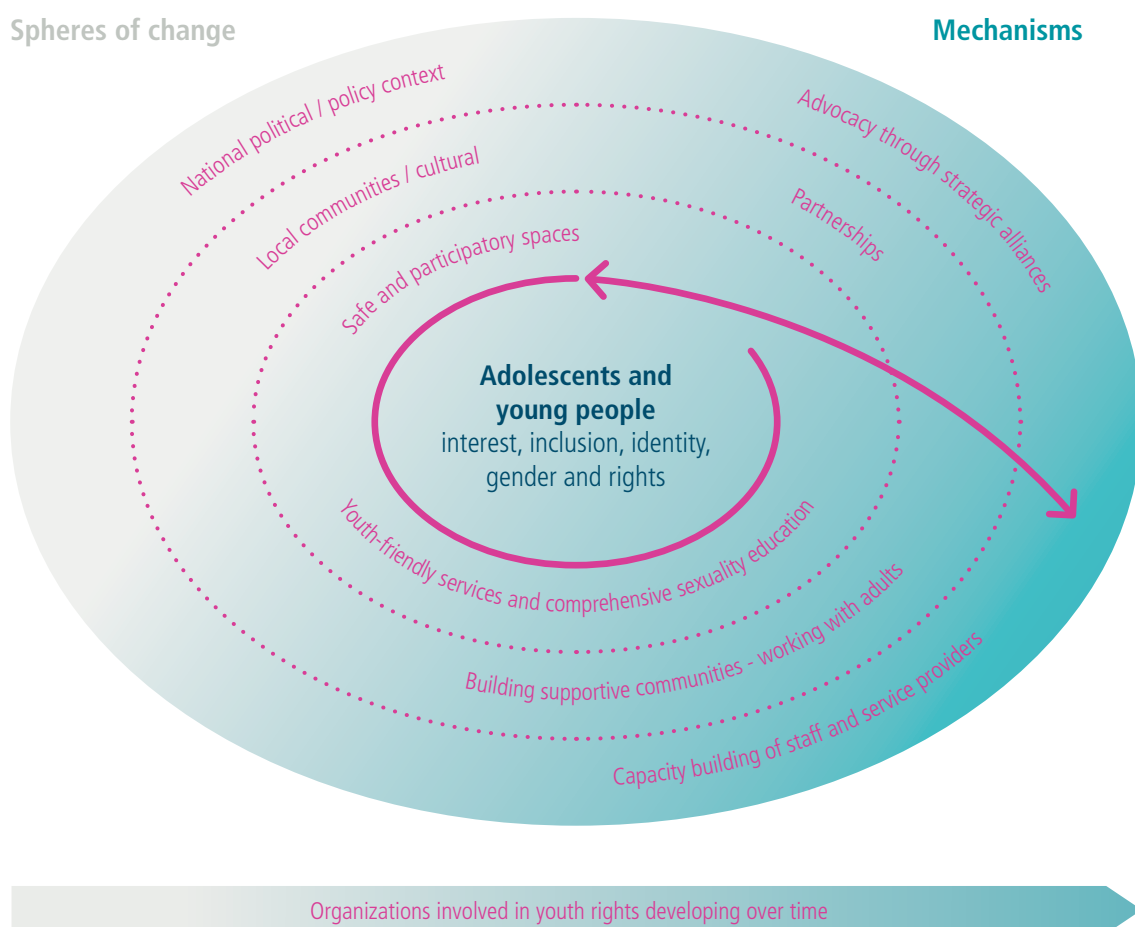 Spheres of change
Mechanisms
National political / policy context
Advocacy through strategic alliances
Local communities / cultural
Partnerships
Safe and participatory spaces
Adolescents and
young people
interest, inclusion, identity,
gender and rights
Youth-friendly services and comprehensive sexuality education
Building supportive communities - working with adults
Capacity building of staff and service providers
Organizations involved in youth rights developing over time